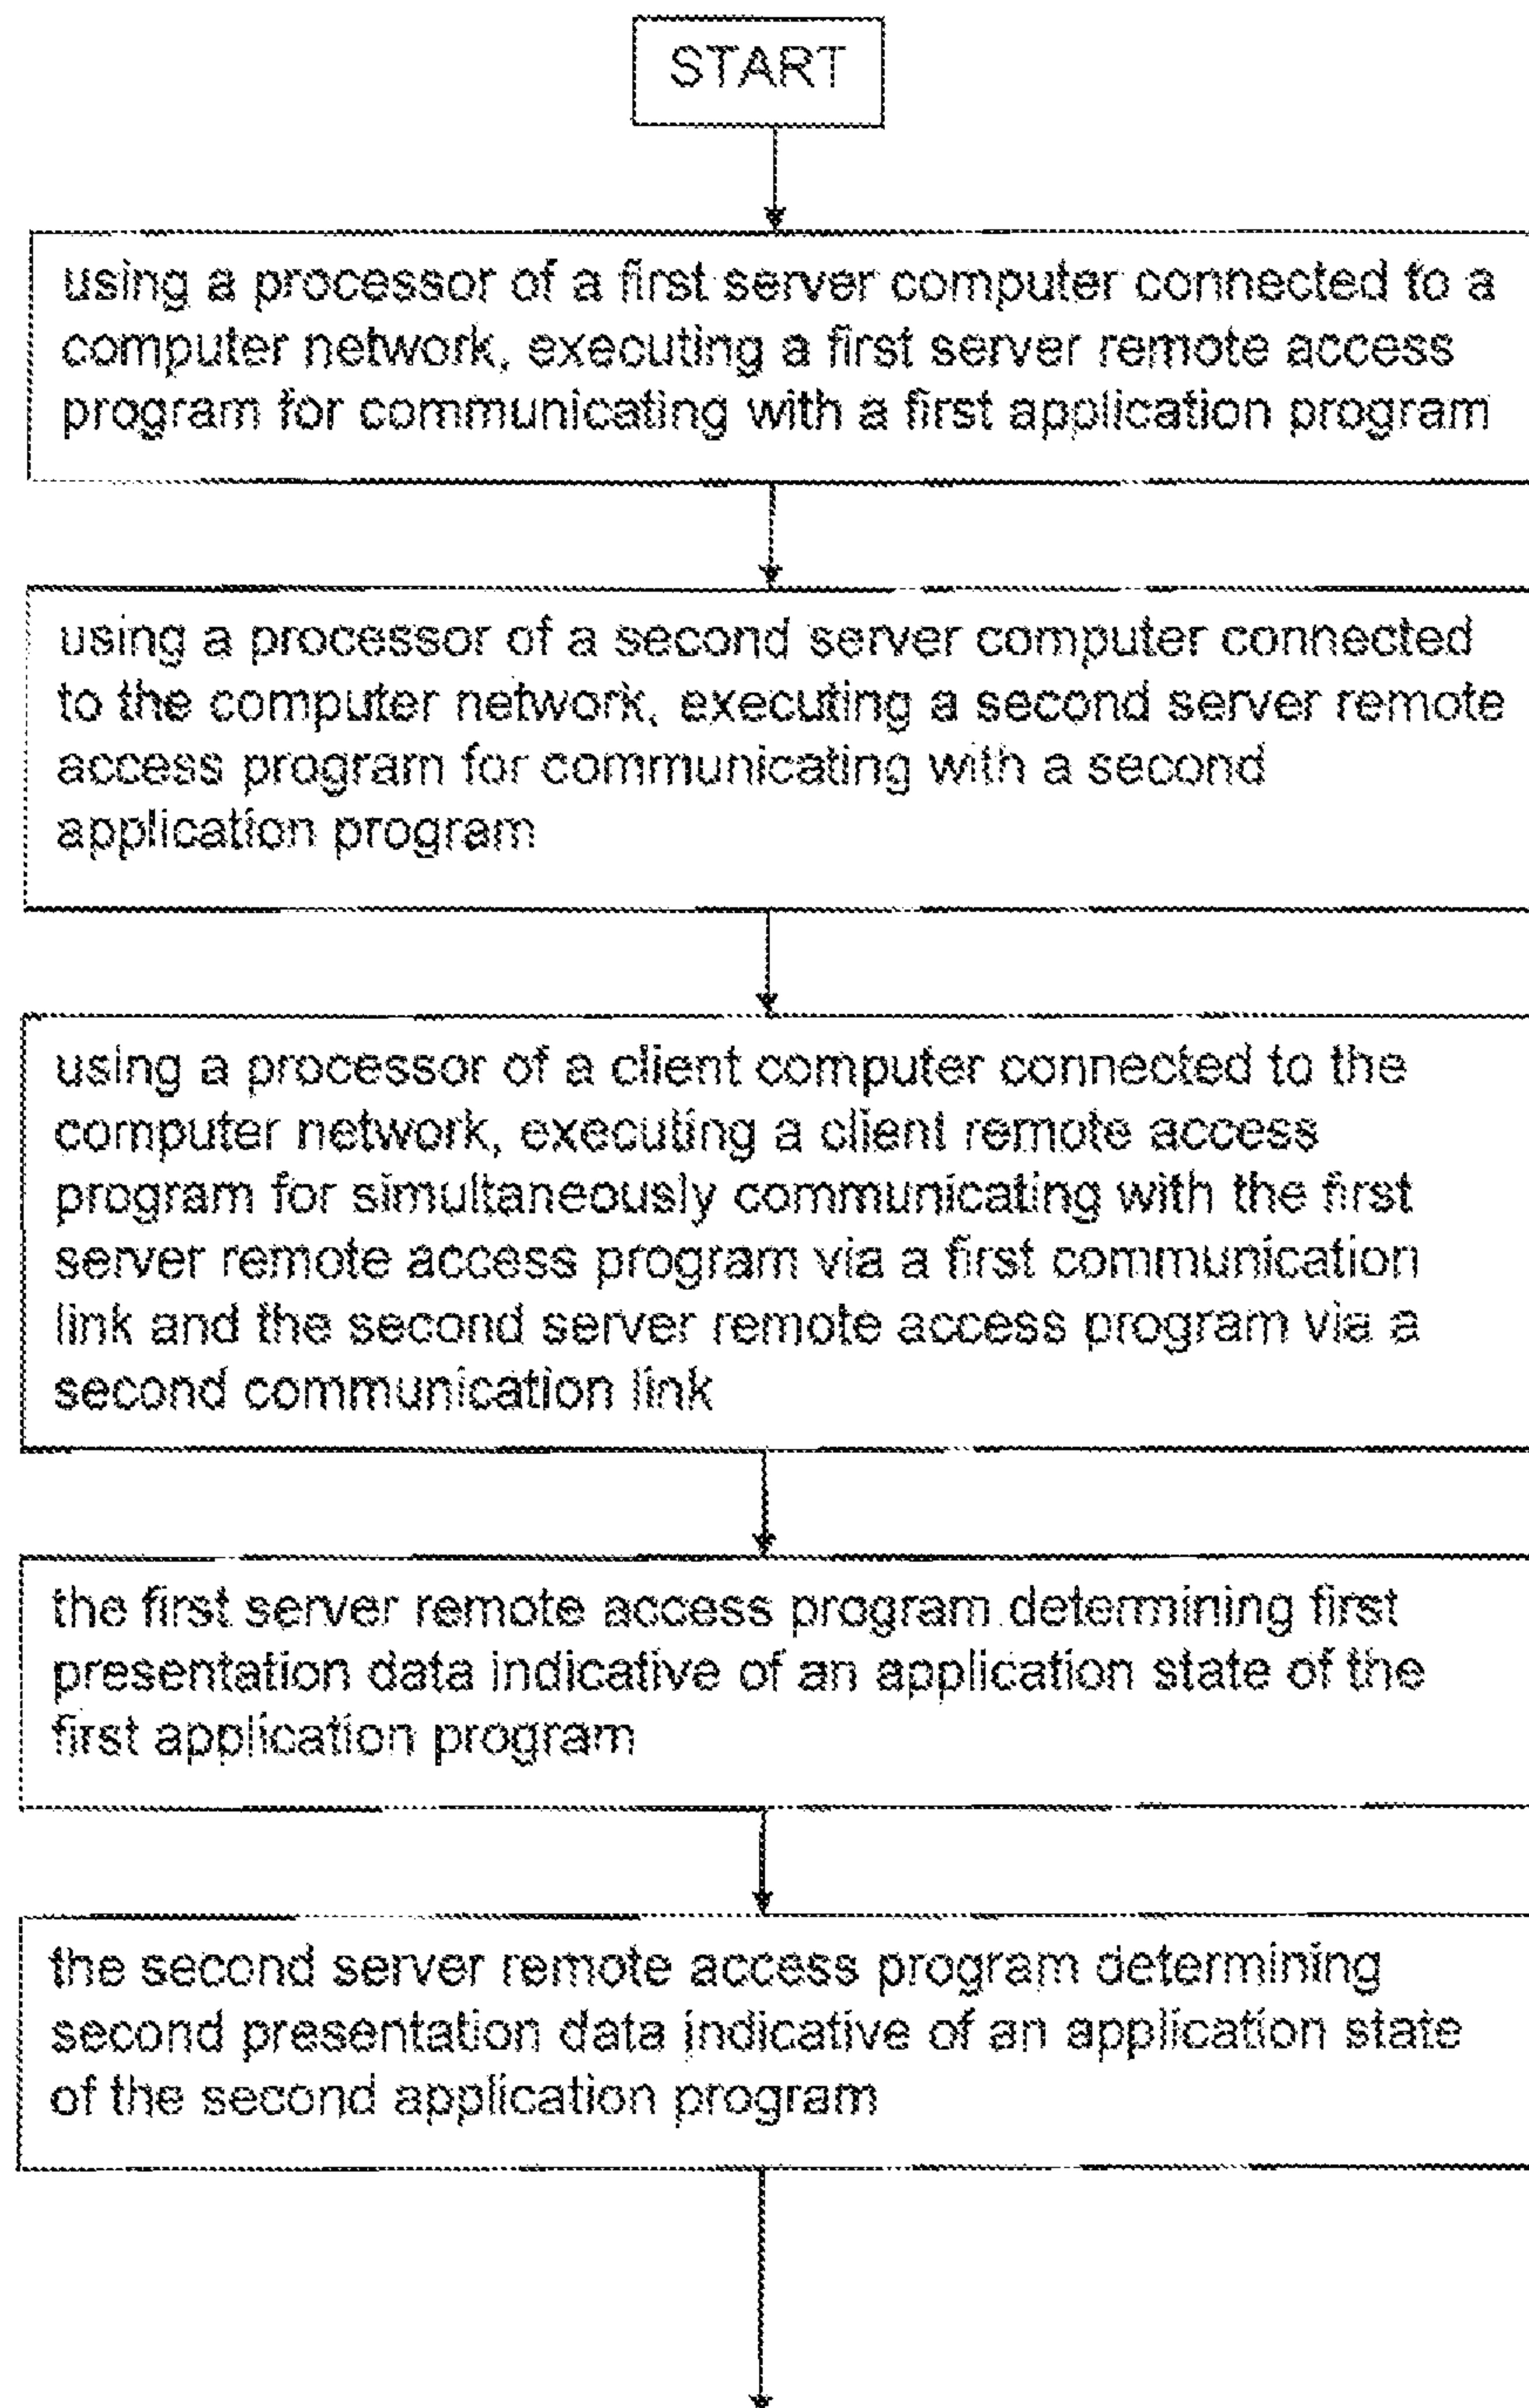 START
using a processor of a first server computer connected to a
computer network, executing a first server remote access
program for communicating with a first application program
using a processor of a second server computer connected
to the computer network, executing a second server remote
access program for communicating with a second
application program
using a processor of a client computer connected to the
computer network, executing a client remote access
program for simultaneously communicating with the first
server remote access program via a first communication
link and the second server remote access program via a
second communication link
the first server remote access program determining first
presentation data indicative of an application state of the
first application program
the second server remote access program determining
second presentation data indicative of an application state
of the second application program